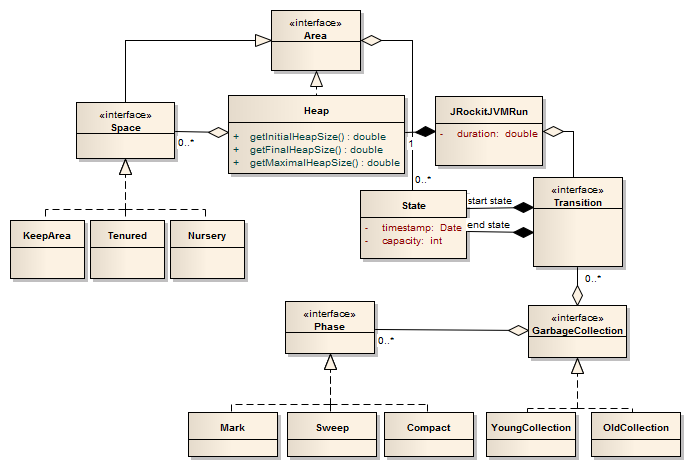 «interface»
Area
«interface»
Space
0..*
Heap
+ getInitialHeapSize() : double
+ getFinalHeapSize() : double
+ getMaximalHeapSize() : double
1
JRockitJVMRun
- duration: double
0..*
State
- timestamp: Date
- capacity: int
start state
end state
«interface»
Transition
0..*
KeepArea
Tenured
Nursery
«interface»
Phase
0..*
«interface»
GarbageCollection
Mark
Sweep
Compact
YoungCollection
OldCollection